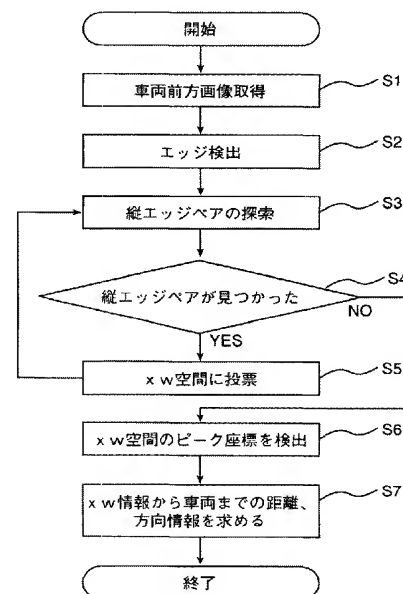 開始
車両前方画像取得
S1
エッジ検出
S2
縦エッジペアの探索
S3
縦エッジペアが見つかった
S4
NO
YES
xw空間に投票
S5
xw空間のピーク座標を検出
S6
xw情報から車両までの距離、
方向情報を求める
S7
終了